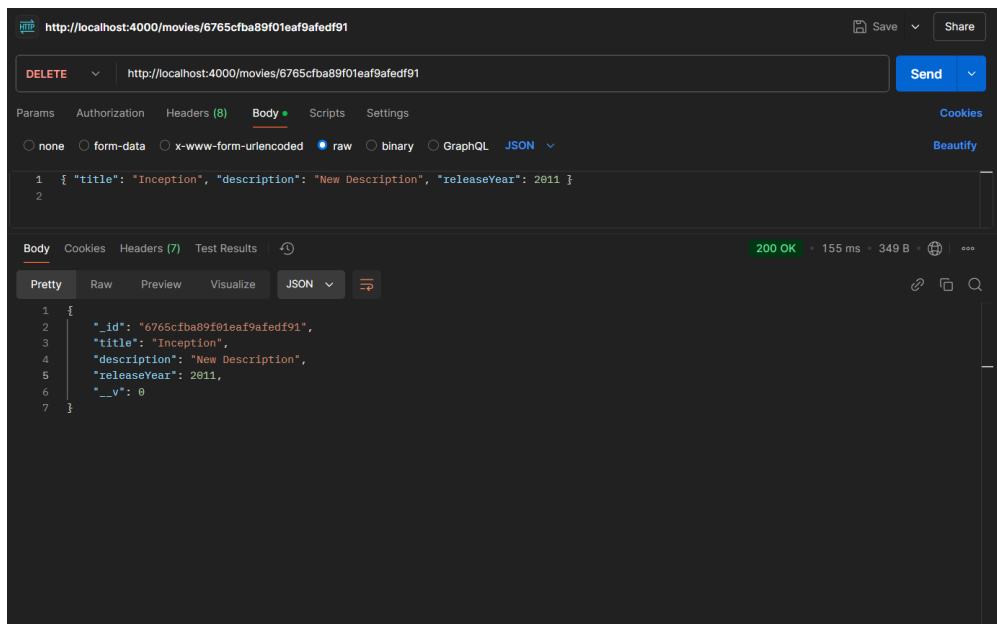 HTTP http://localhost:4000/movies/6765cfba89f01eaf9afedf91 Save Share
DELETE http://localhost:4000/movies/6765cfba89f01eaf9afedf91 Send
Params Authorization Headers (8) Body Scripts Settings Cookies
none form-data x-www-form-urlencoded raw binary GraphQL JSON Beautify
1 { "title": "Inception", "description": "New Description", "releaseYear": 2011 }
2
Body Cookies Headers (7) Test Results 200 OK 155 ms 349 B
Pretty Raw Preview Visualize JSON
1 {
2 "_id": "6765cfba89f01eaf9afedf91",
3 "title": "Inception",
4 "description": "New Description",
5 "releaseYear": 2011,
6 "__v": 0
7 }